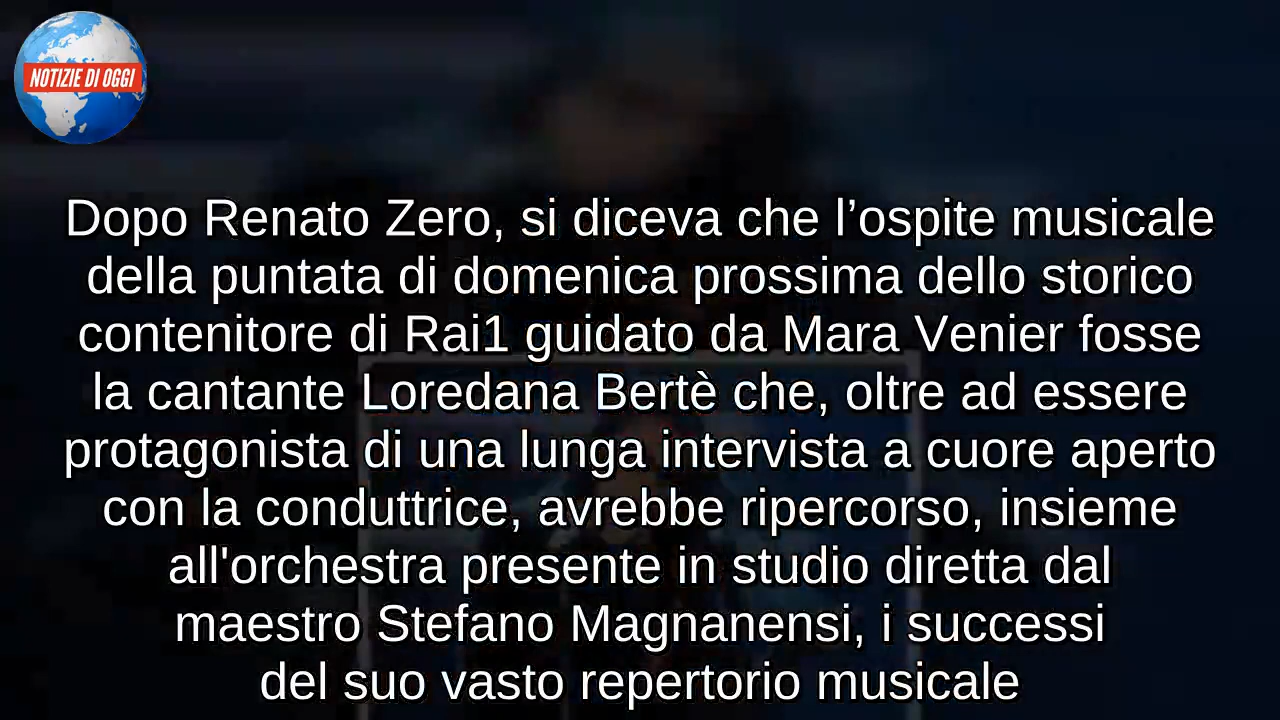 NOTIZIE DI OGGI
Dopo Renato Zero, si diceva che l’ospite musicale
della puntata di domenica prossima dello storico
contenitore di Rai1 guidato da Mara Venier fosse
la cantante Loredana Bertè che, oltre ad essere
protagonista di una lunga intervista a cuore aperto
con la conduttrice, avrebbe ripercorso, insieme
all'orchestra presente in studio diretta dal
maestro Stefano Magnanensi, i successi
del suo vasto repertorio musicale